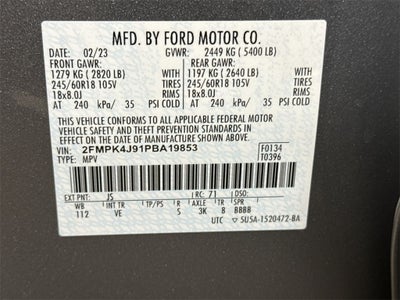 MFD. BY FORD MOTOR CO.
DATE: 02/23 GVWR: 2449 KG (5400 LB)
FRONT GAWR: REAR GAWR:
1279 KG (2820 LB) 1197 KG (2640 LB)
245/60R18 105V TIRES 245/60R18 105V TIRES
18x8.0J RIMS 18x8.0J RIMS
AT 240 kPa/ 35 PSI COLD AT 240 kPa/ 35 PSI COLD
THIS VEHICLE CONFORMS TO ALL APPLICABLE FEDERAL MOTOR
VEHICLE SAFETY AND THEFT PREVENTION STANDARDS IN
EFFECT ON THE DATE OF MANUFACTURE SHOWN ABOVE.
VIN: 2FMPK4J91PBA19853 F0134
TYPE: MPV T0396
EXT PNT: JS RC: 71 DSO:
WB INT TR TP/PS R AXLE TR SPR
112 VE S 3K 8 BBBB
UTC 5U5A-1520472-BA